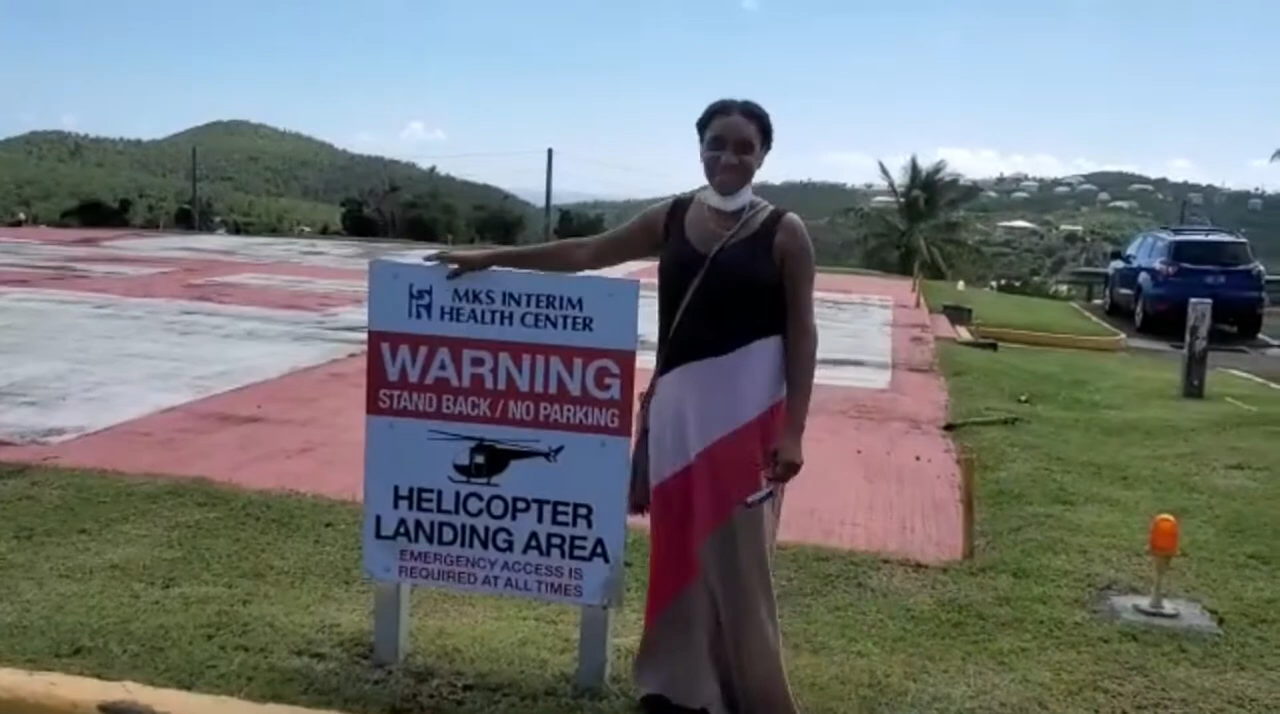 MKS INTERIM
HEALTH CENTER
WARNING
STAND BACK / NO PARKING
HELICOPTER
LANDING AREA
EMERGENCY ACCESS IS
REQUIRED AT ALL TIMES